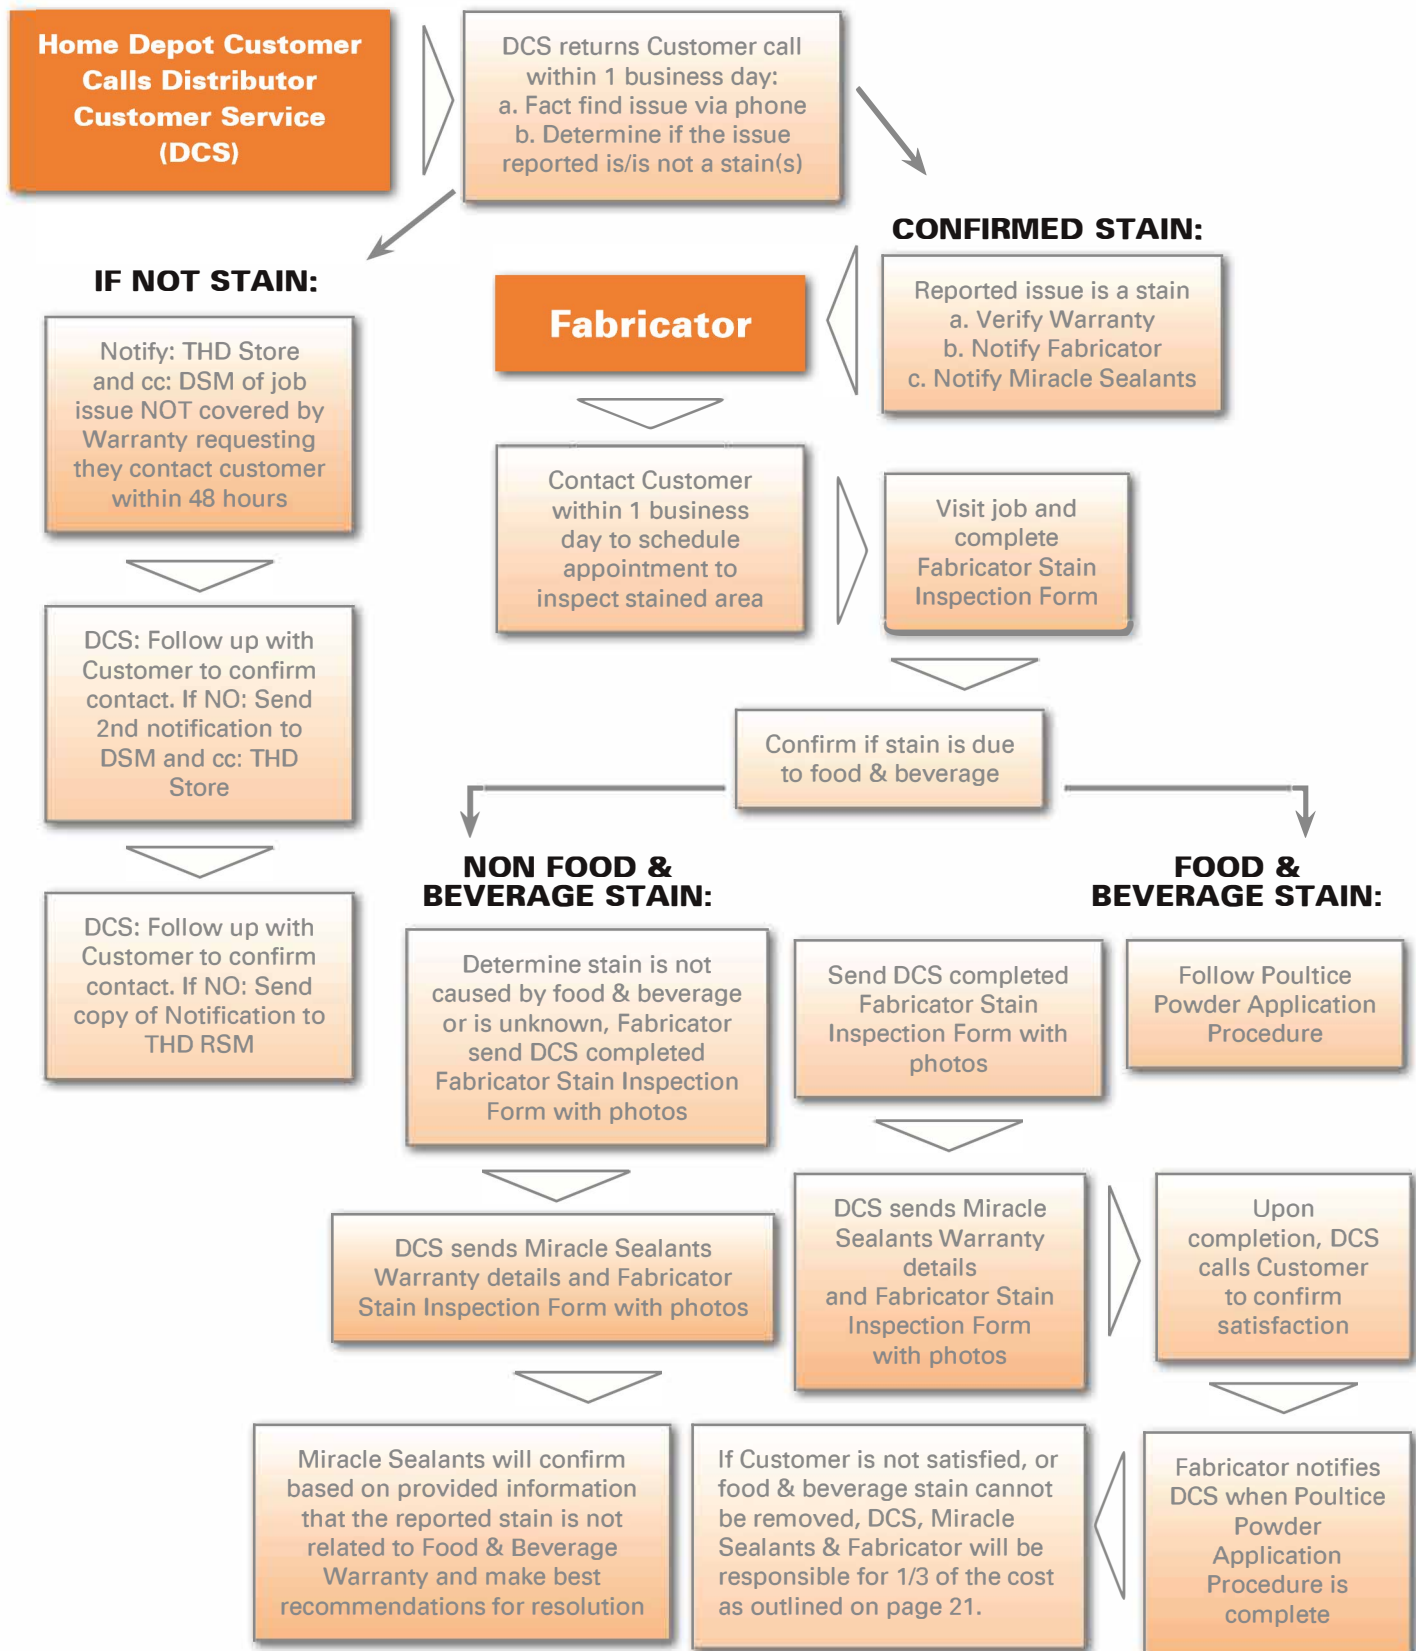 Home Depot Customer
Calls Distributor
Customer Service
(DCS)
DCS returns Customer call
within 1 business day:
a. Fact find issue via phone
b. Determine if the issue
reported is/is not a stain(s)
IF NOT STAIN:
Notify: THD Store
and cc: DSM of job
issue NOT covered by
Warranty requesting
they contact customer
within 48 hours
DCS: Follow up with
Customer to confirm
contact. If NO: Send
2nd notification to
DSM and cc: THD
Store
DCS: Follow up with
Customer to confirm
contact. If NO: Send
copy of Notification to
THD RSM
CONFIRMED STAIN:
Reported issue is a stain
a. Verify Warranty
b. Notify Fabricator
c. Notify Miracle Sealants
Fabricator
Contact Customer
within 1 business
day to schedule
appointment to
inspect stained area
Visit job and
complete
Fabricator Stain
Inspection Form
Confirm if stain is due
to food & beverage
NON FOOD &
BEVERAGE STAIN:
Determine stain is not
caused by food & beverage
or is unknown, Fabricator
send DCS completed
Fabricator Stain Inspection
Form with photos
DCS sends Miracle Sealants
Warranty details and Fabricator
Stain Inspection Form with photos
Miracle Sealants will confirm
based on provided information
that the reported stain is not
related to Food & Beverage
Warranty and make best
recommendations for resolution
FOOD &
BEVERAGE STAIN:
Send DCS completed
Fabricator Stain
Inspection Form with
photos
Follow Poultice
Powder Application
Procedure
DCS sends Miracle
Sealants Warranty
details
and Fabricator Stain
Inspection Form
with photos
Upon
completion, DCS
calls Customer
to confirm
satisfaction
Fabricator notifies
DCS when Poultice
Powder
Application
Procedure is
complete
If Customer is not satisfied, or
food & beverage stain cannot
be removed, DCS, Miracle
Sealants & Fabricator will be
responsible for 1/3 of the cost
as outlined on page 21.